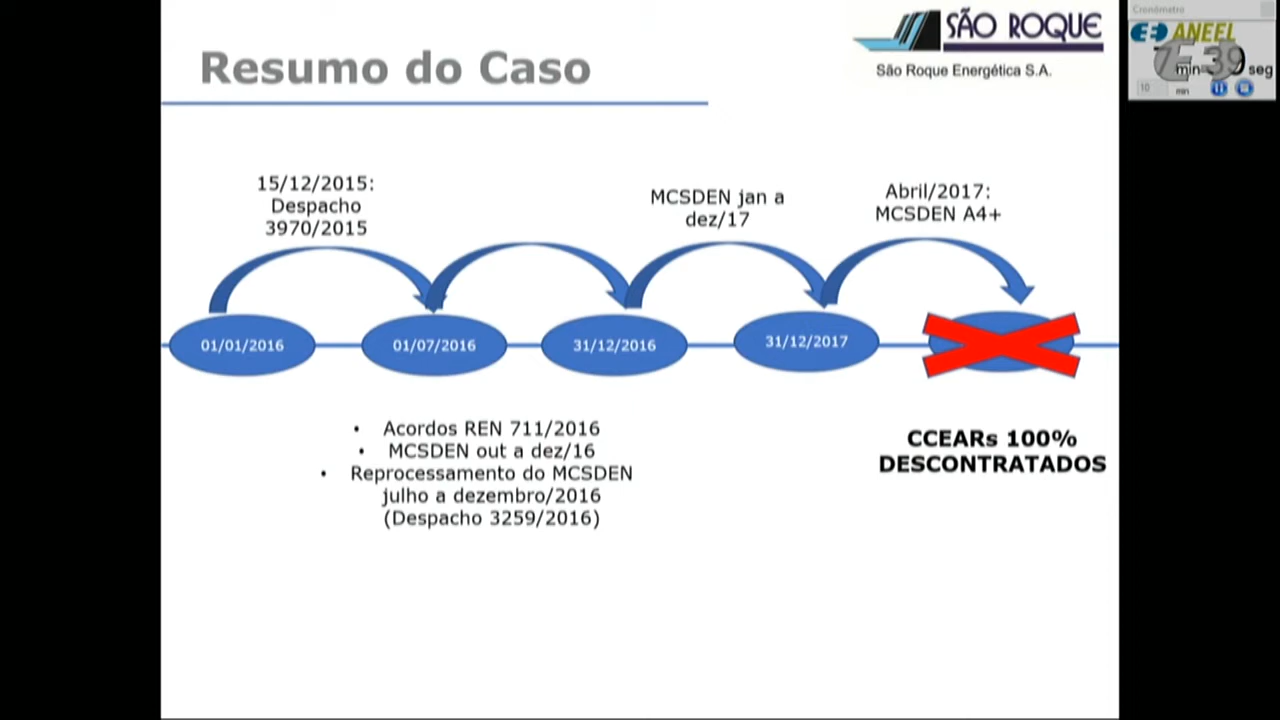 Resumo do Caso
SÃO ROQUE
São Roque Energética S.A.
Cronômetro
ANEEL
min
seg
10
min
15/12/2015:
Despacho
3970/2015
MCSDEN jan a
dez/17
Abril/2017:
MCSDEN A4+
01/01/2016
01/07/2016
31/12/2016
31/12/2017
• Acordos REN 711/2016
• MCSDEN out a dez/16
• Reprocessamento do MCSDEN
julho a dezembro/2016
(Despacho 3259/2016)
CCEARs 100%
DESCONTRATADOS